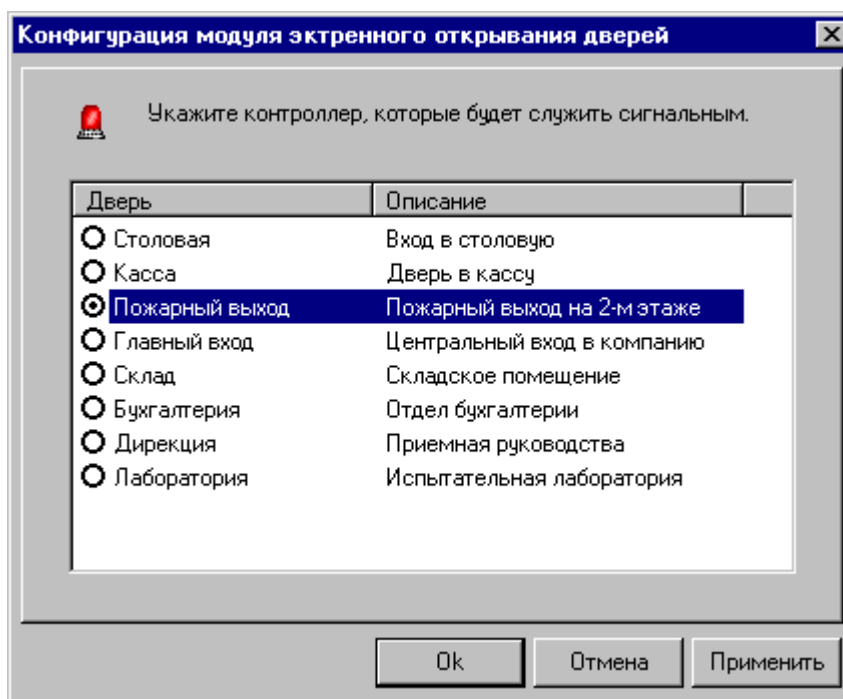 Конфигурация модуля эктренного открывания дверей
Укажите контроллер, которые будет служить сигнальным.
Дверь Описание
Столовая Вход в столовую
Касса Дверь в кассу
Пожарный выход Пожарный выход на 2-м этаже
Главный вход Центральный вход в компанию
Склад Складское помещение
Бухгалтерия Отдел бухгалтерии
Дирекция Приемная руководства
Лаборатория Испытательная лаборатория
Ok Отмена Применить